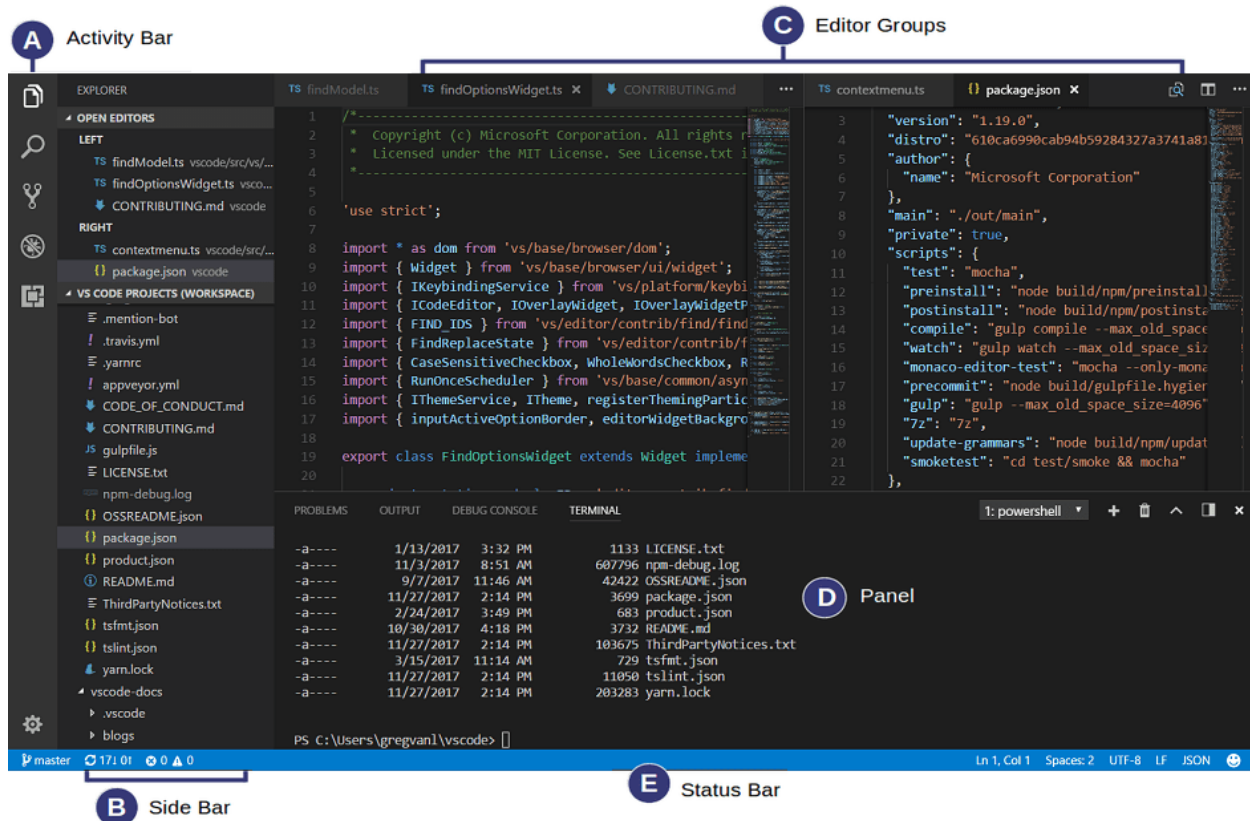 A Activity Bar
C Editor Groups
EXPLORER
OPEN EDITORS
LEFT
TS findModel.ts vscode/src/vs/...
TS findOptionsWidget.ts vsco...
CONTRIBUTING.md vscode
RIGHT
TS contextmenu.ts vscode/src/...
{} package.json vscode
VS CODE PROJECTS (WORKSPACE)
.mention-bot
! .travis.yml
.yarnrc
! appveyor.yml
CODE_OF_CONDUCT.md
CONTRIBUTING.md
JS gulpfile.js
LICENSE.txt
npm-debug.log
{} OSSREADME.json
{} package.json
{} product.json
README.md
ThirdPartyNotices.txt
{} tsfmt.json
{} tslint.json
yarn.lock
vscode-docs
.vscode
blogs
TS findModel.ts TS findOptionsWidget.ts × CONTRIBUTING.md ...
1 /*---------------------------------------------------------
2 * Copyright (c) Microsoft Corporation. All rights r
3 * Licensed under the MIT License. See License.txt i
4 *---------------------------------------------------------
5
6 'use strict';
7
8 import * as dom from 'vs/base/browser/dom';
9 import { Widget } from 'vs/base/browser/ui/widget';
10 import { IKeybindingService } from 'vs/platform/keybi
11 import { ICodeEditor, IOverlayWidget, IOverlayWidgetP
12 import { FIND_IDS } from 'vs/editor/contrib/find/find
13 import { FindReplaceState } from 'vs/editor/contrib/f
14 import { CaseSensitiveCheckbox, WholeWordsCheckbox, R
15 import { RunOnceScheduler } from 'vs/base/common/asyn
16 import { IThemeService, ITheme, registerThemingPartic
17 import { inputActiveOptionBorder, editorWidgetBackgro
18
19 export class FindOptionsWidget extends Widget impleme
20
TS contextmenu.ts {} package.json × ...
3 "version": "1.19.0",
4 "distro": "610ca6990cab94b59284327a3741a81
5 "author": {
6 "name": "Microsoft Corporation"
7 },
8 "main": "./out/main",
9 "private": true,
10 "scripts": {
11 "test": "mocha",
12 "preinstall": "node build/npm/preinstall
13 "postinstall": "node build/npm/postinsta
14 "compile": "gulp compile --max_old_space
15 "watch": "gulp watch --max_old_space_siz
16 "monaco-editor-test": "mocha --only-mona
17 "precommit": "node build/gulpfile.hygien
18 "gulp": "gulp --max_old_space_size=4096"
19 "7z": "7z",
20 "update-grammars": "node build/npm/updat
21 "smoketest": "cd test/smoke && mocha"
22 },
PROBLEMS OUTPUT DEBUG CONSOLE TERMINAL 1: powershell
-a---- 1/13/2017 3:32 PM 1133 LICENSE.txt
-a---- 11/3/2017 8:51 AM 607796 npm-debug.log
-a---- 9/7/2017 11:46 AM 42422 OSSREADME.json
-a---- 11/27/2017 2:14 PM 3699 package.json
-a---- 2/24/2017 3:49 PM 683 product.json
-a---- 10/30/2017 4:18 PM 3732 README.md
-a---- 11/27/2017 2:14 PM 103675 ThirdPartyNotices.txt
-a---- 3/15/2017 11:14 AM 729 tsfmt.json
-a---- 11/27/2017 2:14 PM 11050 tslint.json
-a---- 11/27/2017 2:14 PM 203283 yarn.lock
PS C:\Users\gregvanl\vscode>
D Panel
master 17↓ 0↑ 0 0 Ln 1, Col 1 Spaces: 2 UTF-8 LF JSON
B Side Bar
E Status Bar